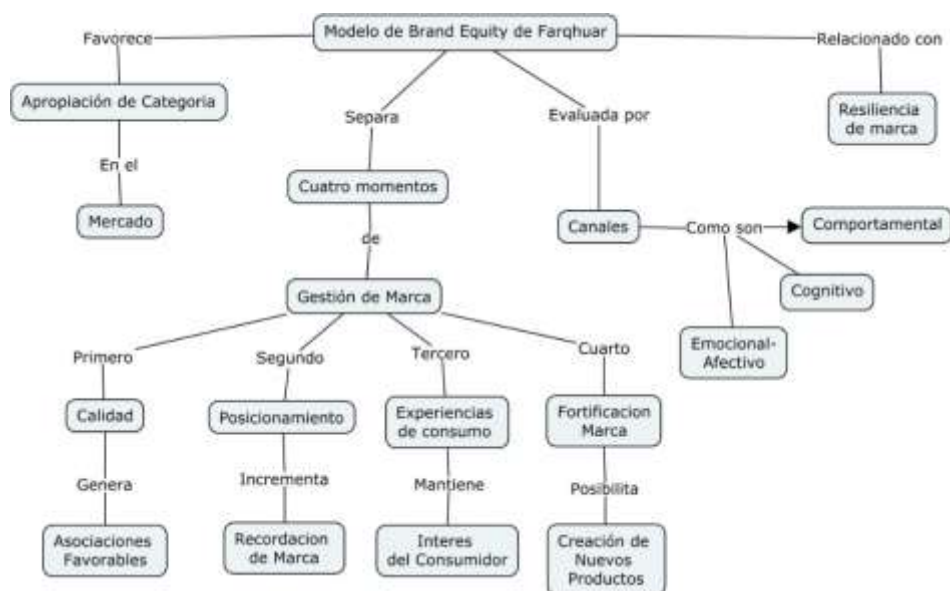 Modelo de Brand Equity de Farqhuar
Favorece
Relacionado con
Apropiación de Categoria
Separa
Evaluada por
Resiliencia
de marca
En el
Cuatro momentos
Mercado
Canales
Como son
Comportamental
de
Cognitivo
Gestión de Marca
Emocional-
Afectivo
Primero
Segundo
Tercero
Cuarto
Calidad
Posicionamiento
Experiencias
de consumo
Fortificacion
Marca
Genera
Incrementa
Mantiene
Posibilita
Asociaciones
Favorables
Recordacion
de Marca
Interes
del Consumidor
Creación de
Nuevos
Productos